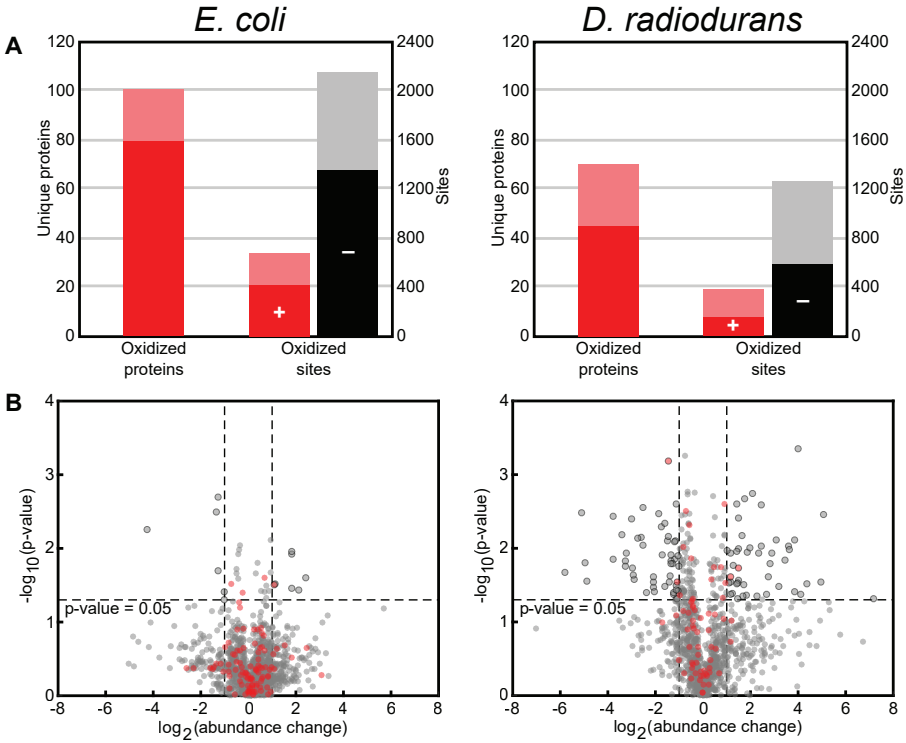 E. coli
D. radiodurans
A
120
100
80
60
40
20
0
Unique proteins
2400
2000
1600
1200
800
400
0
Sites
+
−
Oxidized
proteins
Oxidized
sites
120
100
80
60
40
20
0
Unique proteins
2400
2000
1600
1200
800
400
0
Sites
+
−
Oxidized
proteins
Oxidized
sites
B
4
3
2
1
0
-log10(p-value)
p-value = 0.05
-8 -6 -4 -2 0 2 4 6 8
log2(abundance change)
4
3
2
1
0
-log10(p-value)
p-value = 0.05
-8 -6 -4 -2 0 2 4 6 8
log2(abundance change)